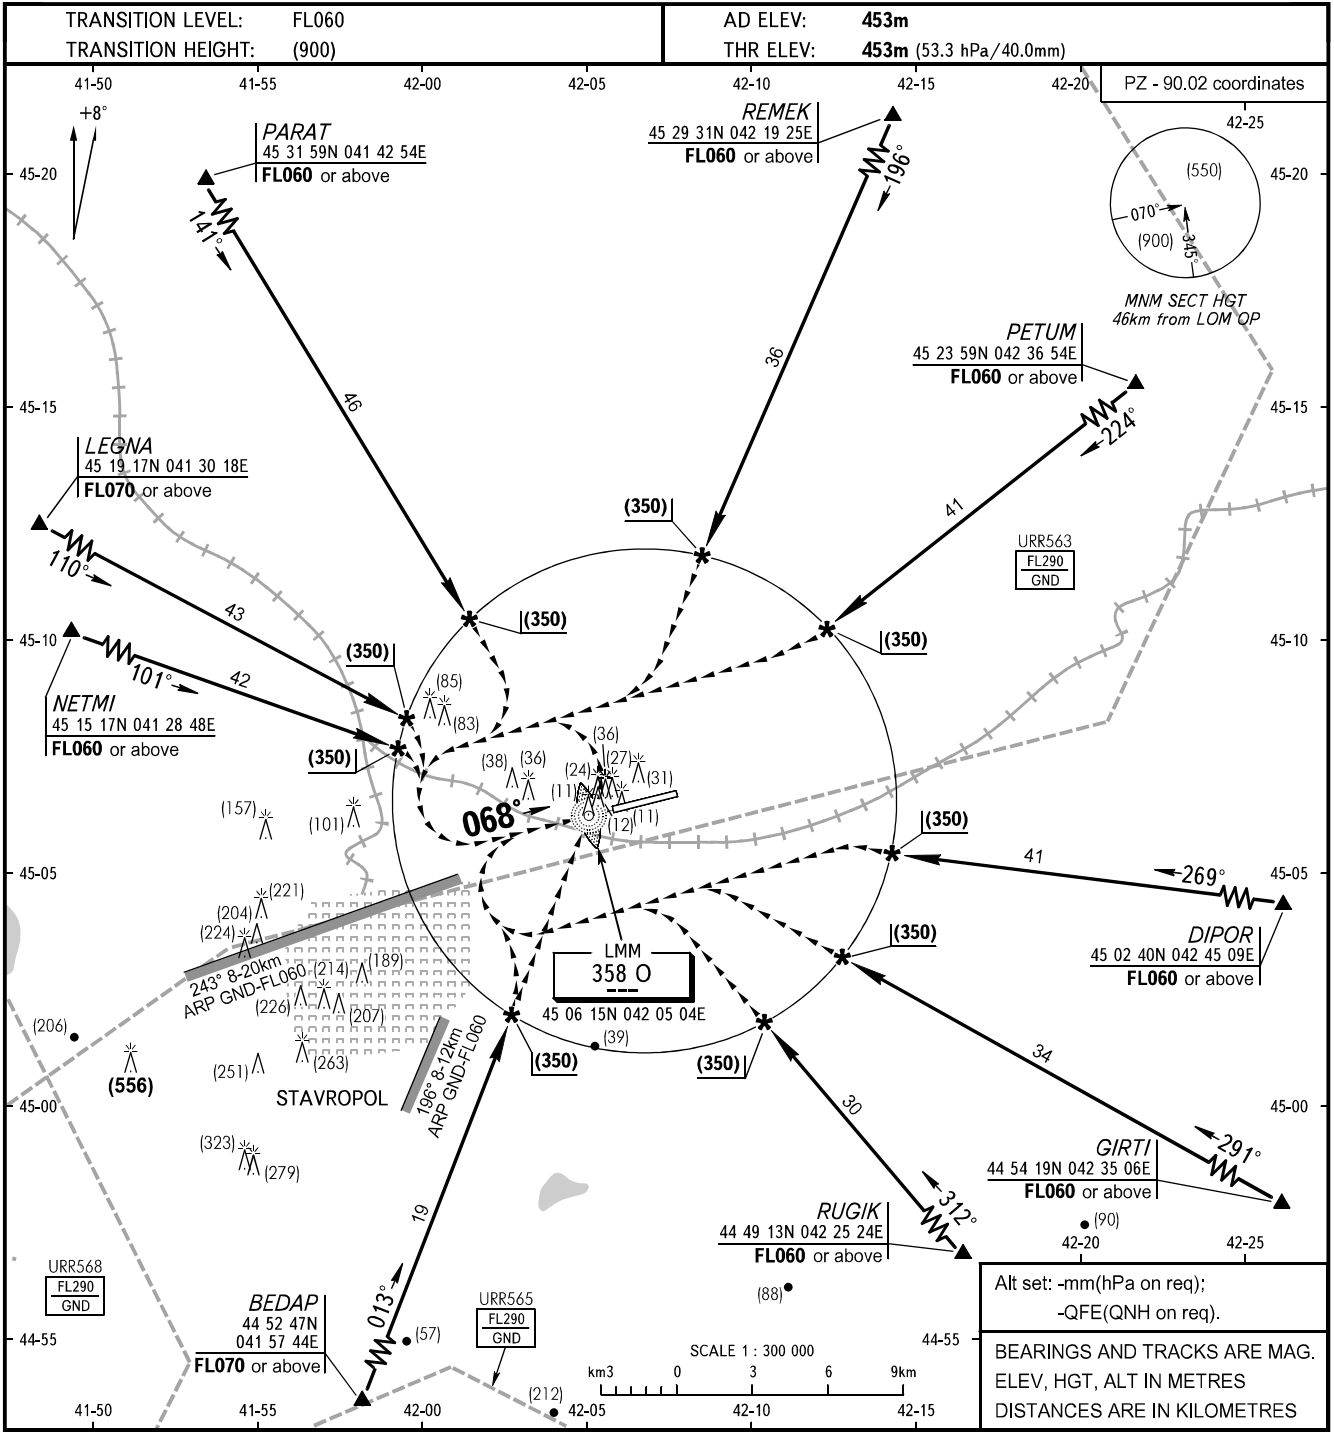 TRANSITION LEVEL: FL060
TRANSITION HEIGHT: (900)
AD ELEV: 453m
THR ELEV: 453m (53.3 hPa/40.0mm)
41-50 41-55 42-00 42-05 42-10 42-15 42-20
PZ - 90.02 coordinates
42-25
+8°
PARAT
45 31 59N 041 42 54E
FL060 or above
REMEK
45 29 31N 042 19 25E
FL060 or above
45-20
45-20
141°
196°
(550)
070°
(900)
345°
MNM SECT HGT
46km from LOM OP
PETUM
45 23 59N 042 36 54E
FL060 or above
36
46
45-15
45-15
224°
LEGNA
45 19 17N 041 30 18E
FL070 or above
(350)
41
110°
URR563
FL290
GND
43
(350)
(350)
45-10
45-10
(350)
101°
42
NETMI
45 15 17N 041 28 48E
FL060 or above
(85)
(83)
(350)
(38)
(36)
(36)
(24)
(27)
(31)
(11)
(11)
(12)
068°
(157)
(101)
(350)
41
269°
45-05
45-05
(221)
(204)
(224)
243° 8-20km
ARP GND-FL060
(214)
(189)
(226)
(207)
LMM
358 O
45 06 15N 042 05 04E
(350)
DIPOR
45 02 40N 042 45 09E
FL060 or above
(206)
(556)
(251)
(263)
STAVROPOL
196° 8-12km
ARP GND-FL060
(39)
(350)
(350)
34
30
45-00
45-00
(323)
(279)
291°
GIRTI
44 54 19N 042 35 06E
FL060 or above
19
312°
RUGIK
44 49 13N 042 25 24E
FL060 or above
(90)
42-20 42-25
URR568
FL290
GND
013°
BEDAP
44 52 47N
041 57 44E
FL070 or above
(57)
URR565
FL290
GND
(88)
44-55
44-55
SCALE 1 : 300 000
km3 0 3 6 9km
(212)
Alt set: -mm(hPa on req);
-QFE(QNH on req).
BEARINGS AND TRACKS ARE MAG.
ELEV, HGT, ALT IN METRES
DISTANCES ARE IN KILOMETRES
41-50 41-55 42-00 42-05 42-10 42-15